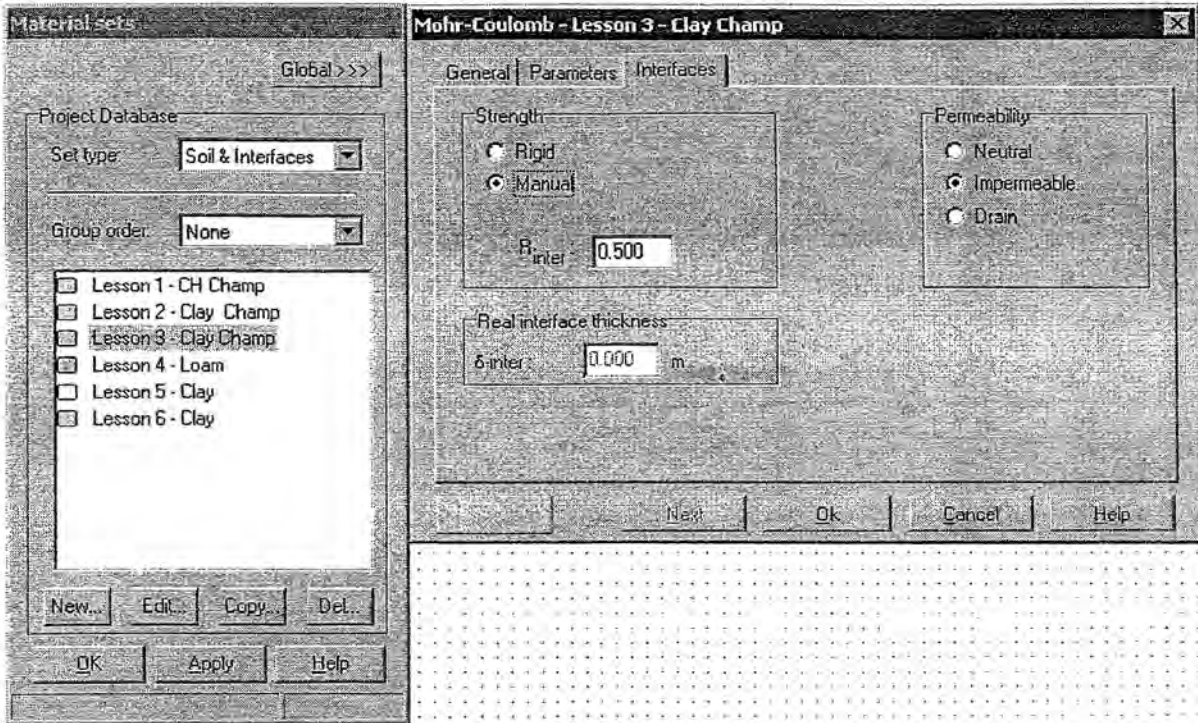 Material sets
Global >>>
Project Database
Set type: Soil & Interfaces
Group order: None
Lesson 1 - CH Champ
Lesson 2 - Clay Champ
Lesson 3 - Clay Champ
Lesson 4 - Loam
Lesson 5 - Clay
Lesson 6 - Clay
New... Edit... Copy... Del...
OK Apply Help
Mohr-Coulomb - Lesson 3 - Clay Champ
General Parameters Interfaces
Strength
Rigid
Manual
Rinter : 0.500
Real interface thickness
δ-inter : 0.000 m
Permeability
Neutral
Impermeable
Drain
Next Ok Cancel Help